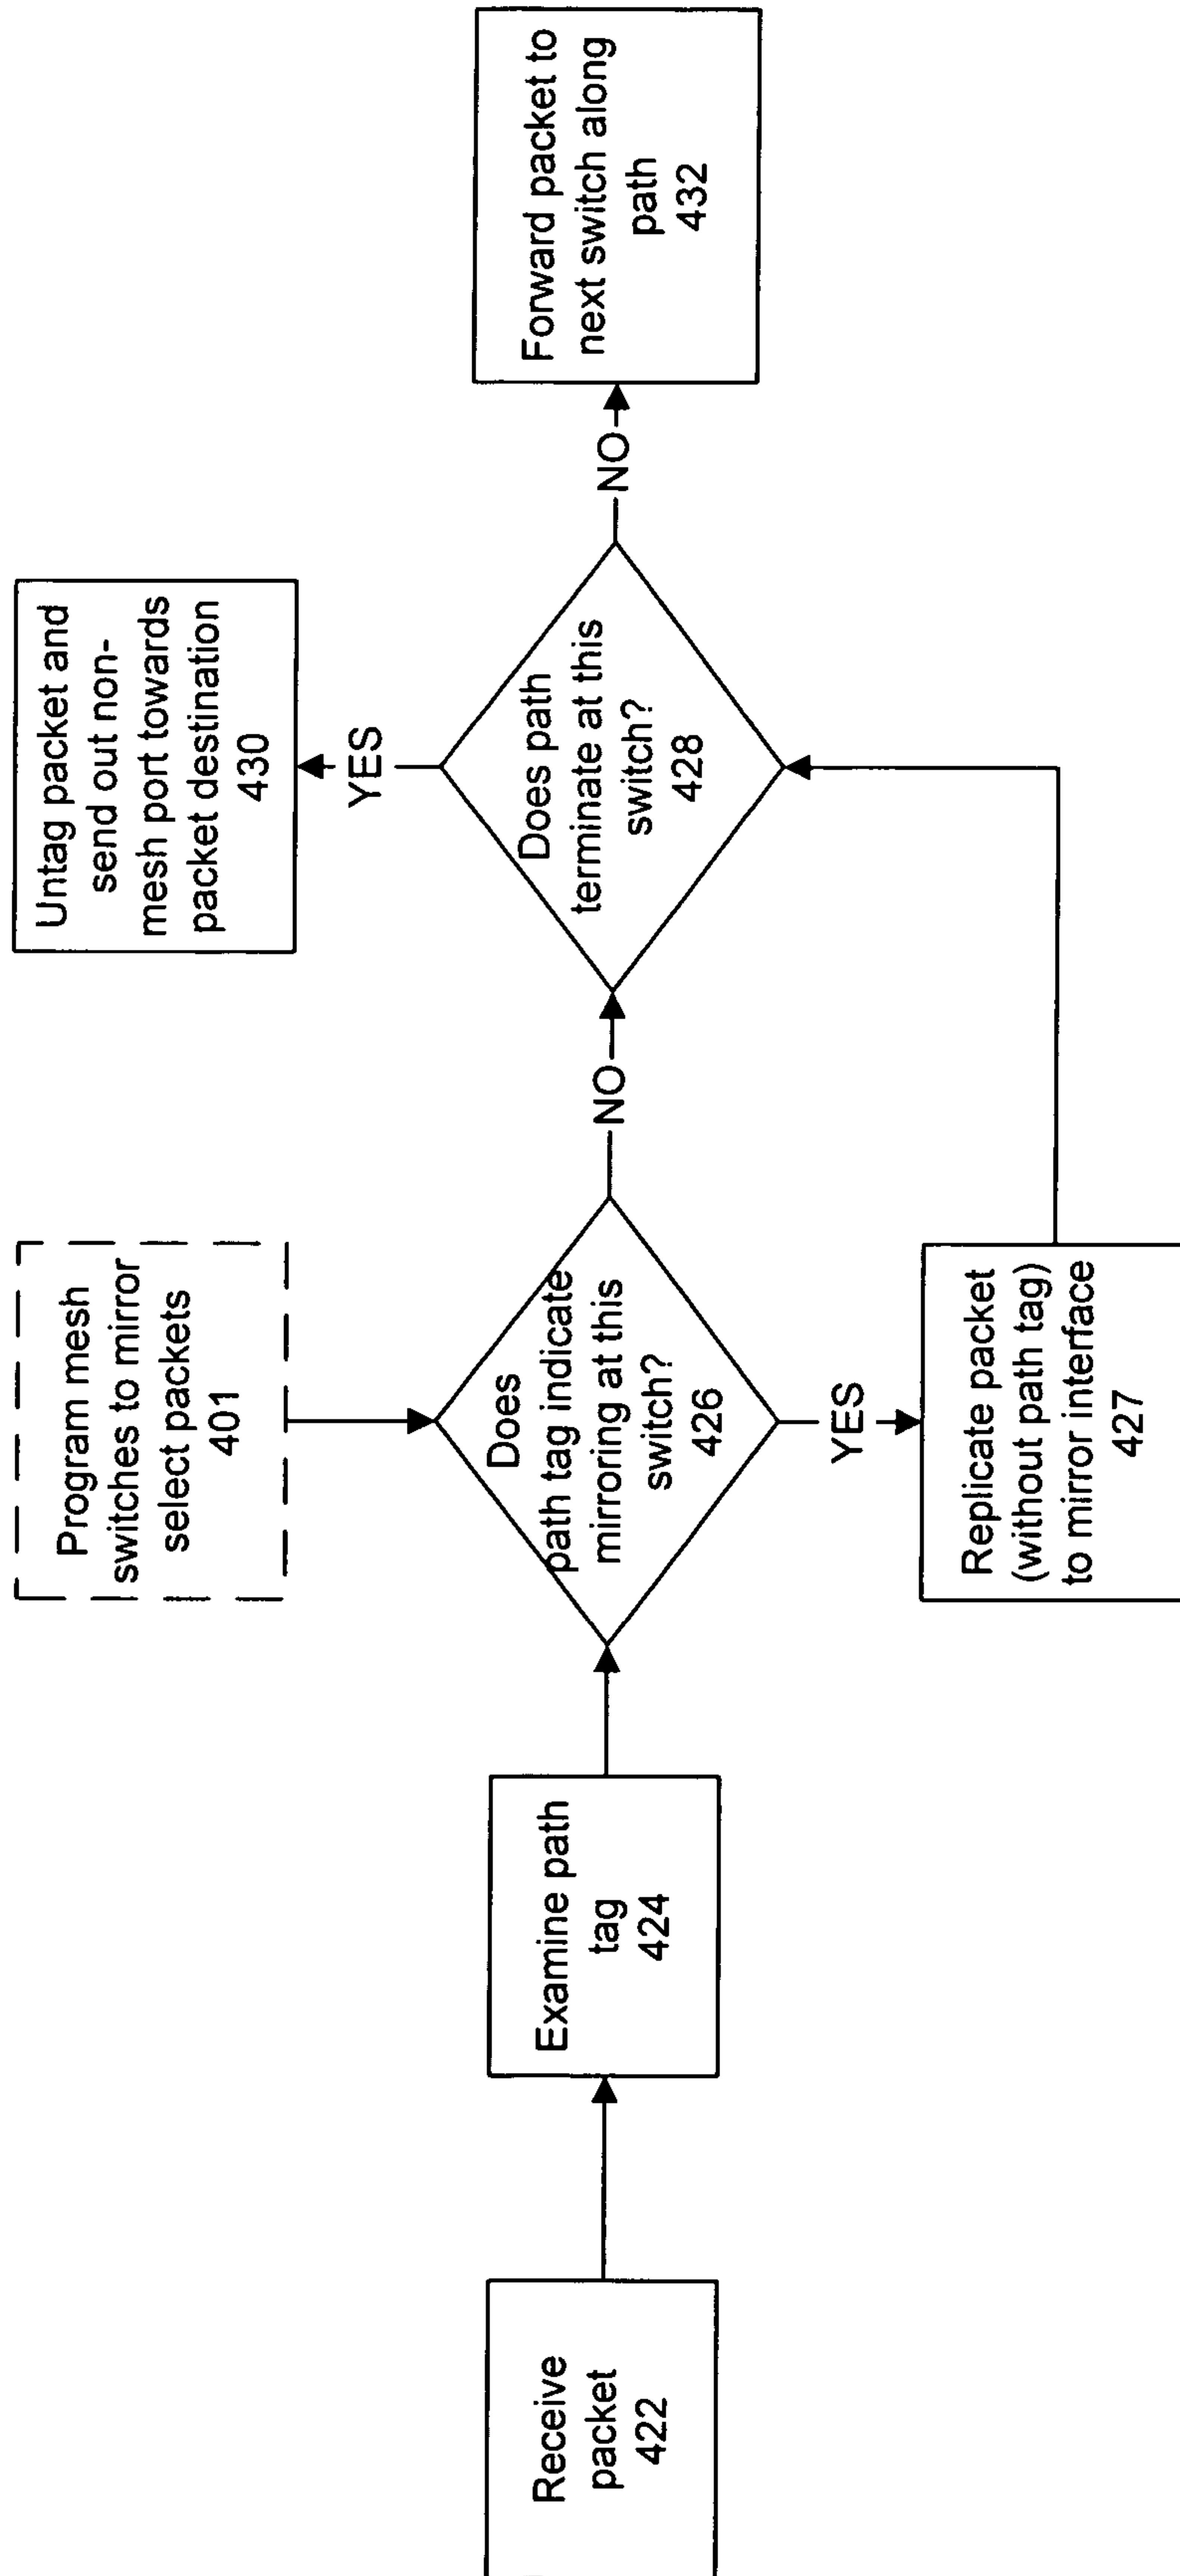 Receive
packet
422
Examine path
tag
424
Program mesh
switches to mirror
select packets
401
Does
path tag indicate
mirroring at this
switch?
426
YES
Replicate packet
(without path tag)
to mirror interface
427
NO
Does path
terminate at this
switch?
428
YES
Untag packet and
send out non-
mesh port towards
packet destination
430
NO
Forward packet to
next switch along
path
432